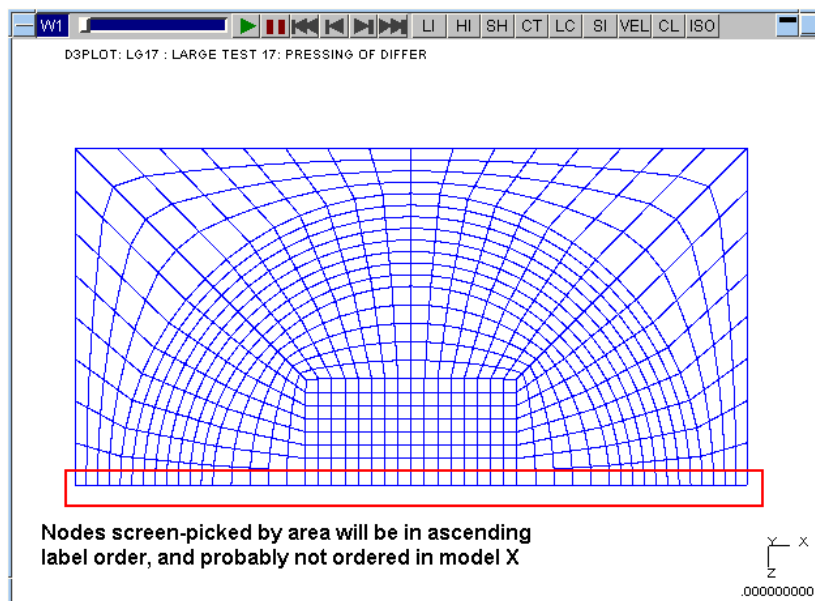 W1 LI HI SH CT LC SI VEL CL ISO
D3PLOT: LG17 : LARGE TEST 17: PRESSING OF DIFFER
Nodes screen-picked by area will be in ascending
label order, and probably not ordered in model X
Y X
Z
.000000000